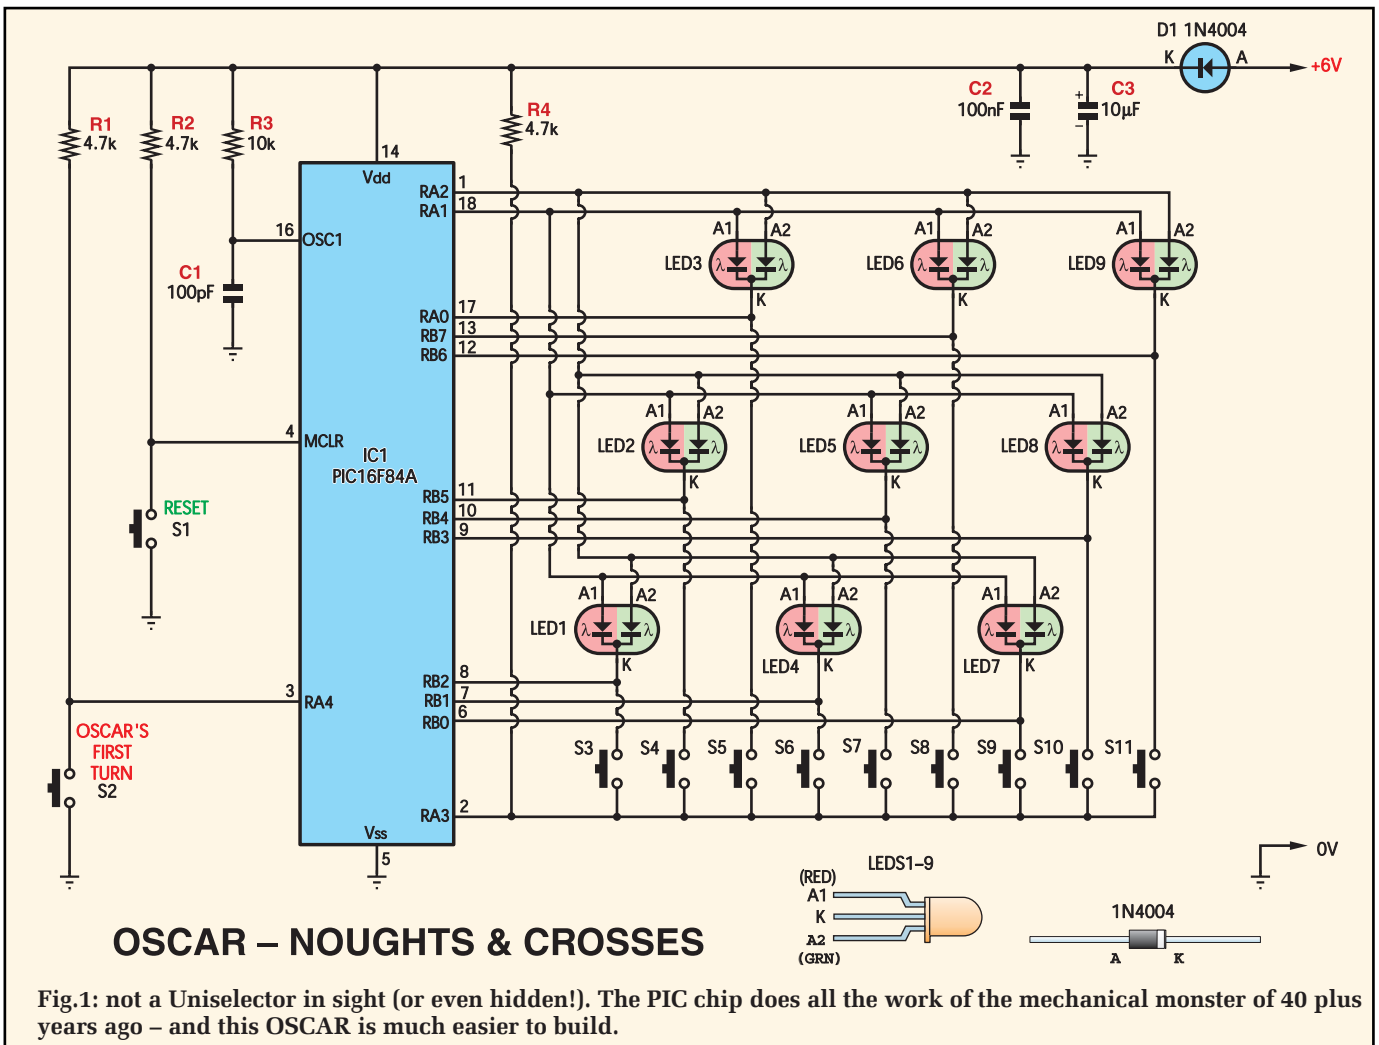 D1 1N4004
K A
+6V
C2
100nF
+ C3
10µF
–
R1
4.7k
R2
4.7k
R3
10k
R4
4.7k
14
Vdd
RA2 1
RA1 18
16 OSC1
C1
100pF
A1 A2
LED3
λ λ
K
A1 A2
LED6
λ λ
K
A1 A2
LED9
λ λ
K
RA0 17
RB7 13
RB6 12
4 MCLR
IC1
PIC16F84A
A1 A2
LED2
λ λ
K
A1 A2
LED5
λ λ
K
A1 A2
LED8
λ λ
K
RB5 11
RB4 10
RB3 9
RESET
S1
A1 A2
LED1
λ λ
K
A1 A2
LED4
λ λ
K
A1 A2
LED7
λ λ
K
RB2 8
RB1 7
RB0 6
3 RA4
OSCAR'S
FIRST
TURN
S2
S3 S4 S5 S6 S7 S8 S9 S10 S11
RA3 2
Vss
5
0V
LEDS1–9
(RED)
A1
K
A2
(GRN)
1N4004
A K
OSCAR – NOUGHTS & CROSSES
Fig.1: not a Uniselector in sight (or even hidden!). The PIC chip does all the work of the mechanical monster of 40 plus
years ago – and this OSCAR is much easier to build.